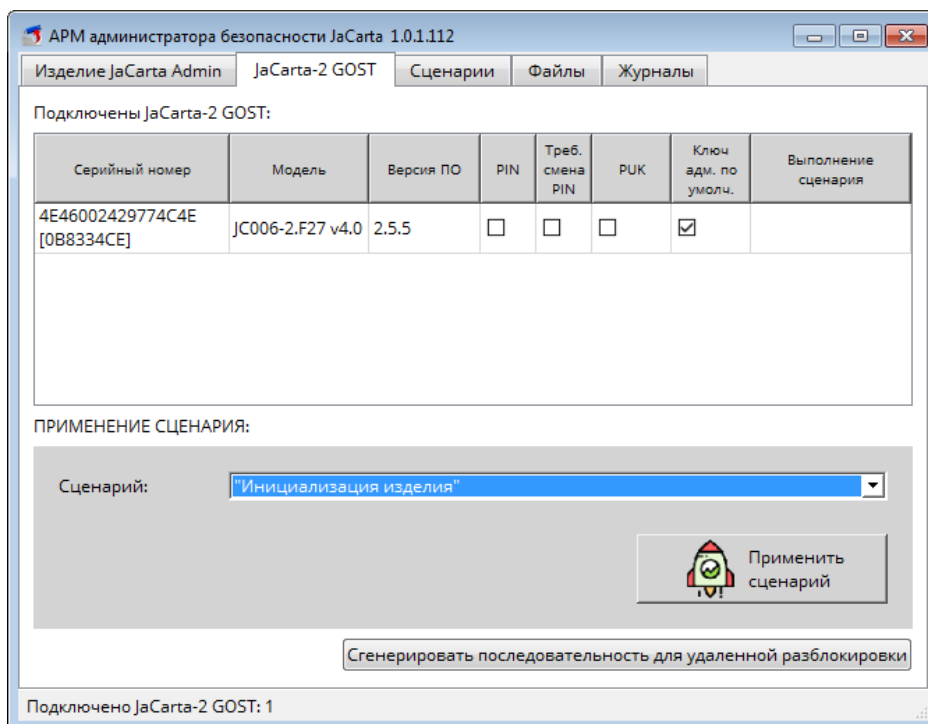 АРМ администратора безопасности JaCarta 1.0.1.112
Изделие JaCarta Admin JaCarta-2 GOST Сценарии Файлы Журналы
Подключены JaCarta-2 GOST:
Серийный номер Модель Версия ПО PIN Треб. смена PIN PUK Ключ адм. по умолч. Выполнение сценария
4E46002429774C4E
[0B8334CE] JC006-2.F27 v4.0 2.5.5
ПРИМЕНЕНИЕ СЦЕНАРИЯ:
Сценарий: "Инициализация изделия"
Применить
сценарий
Сгенерировать последовательность для удаленной разблокировки
Подключено JaCarta-2 GOST: 1